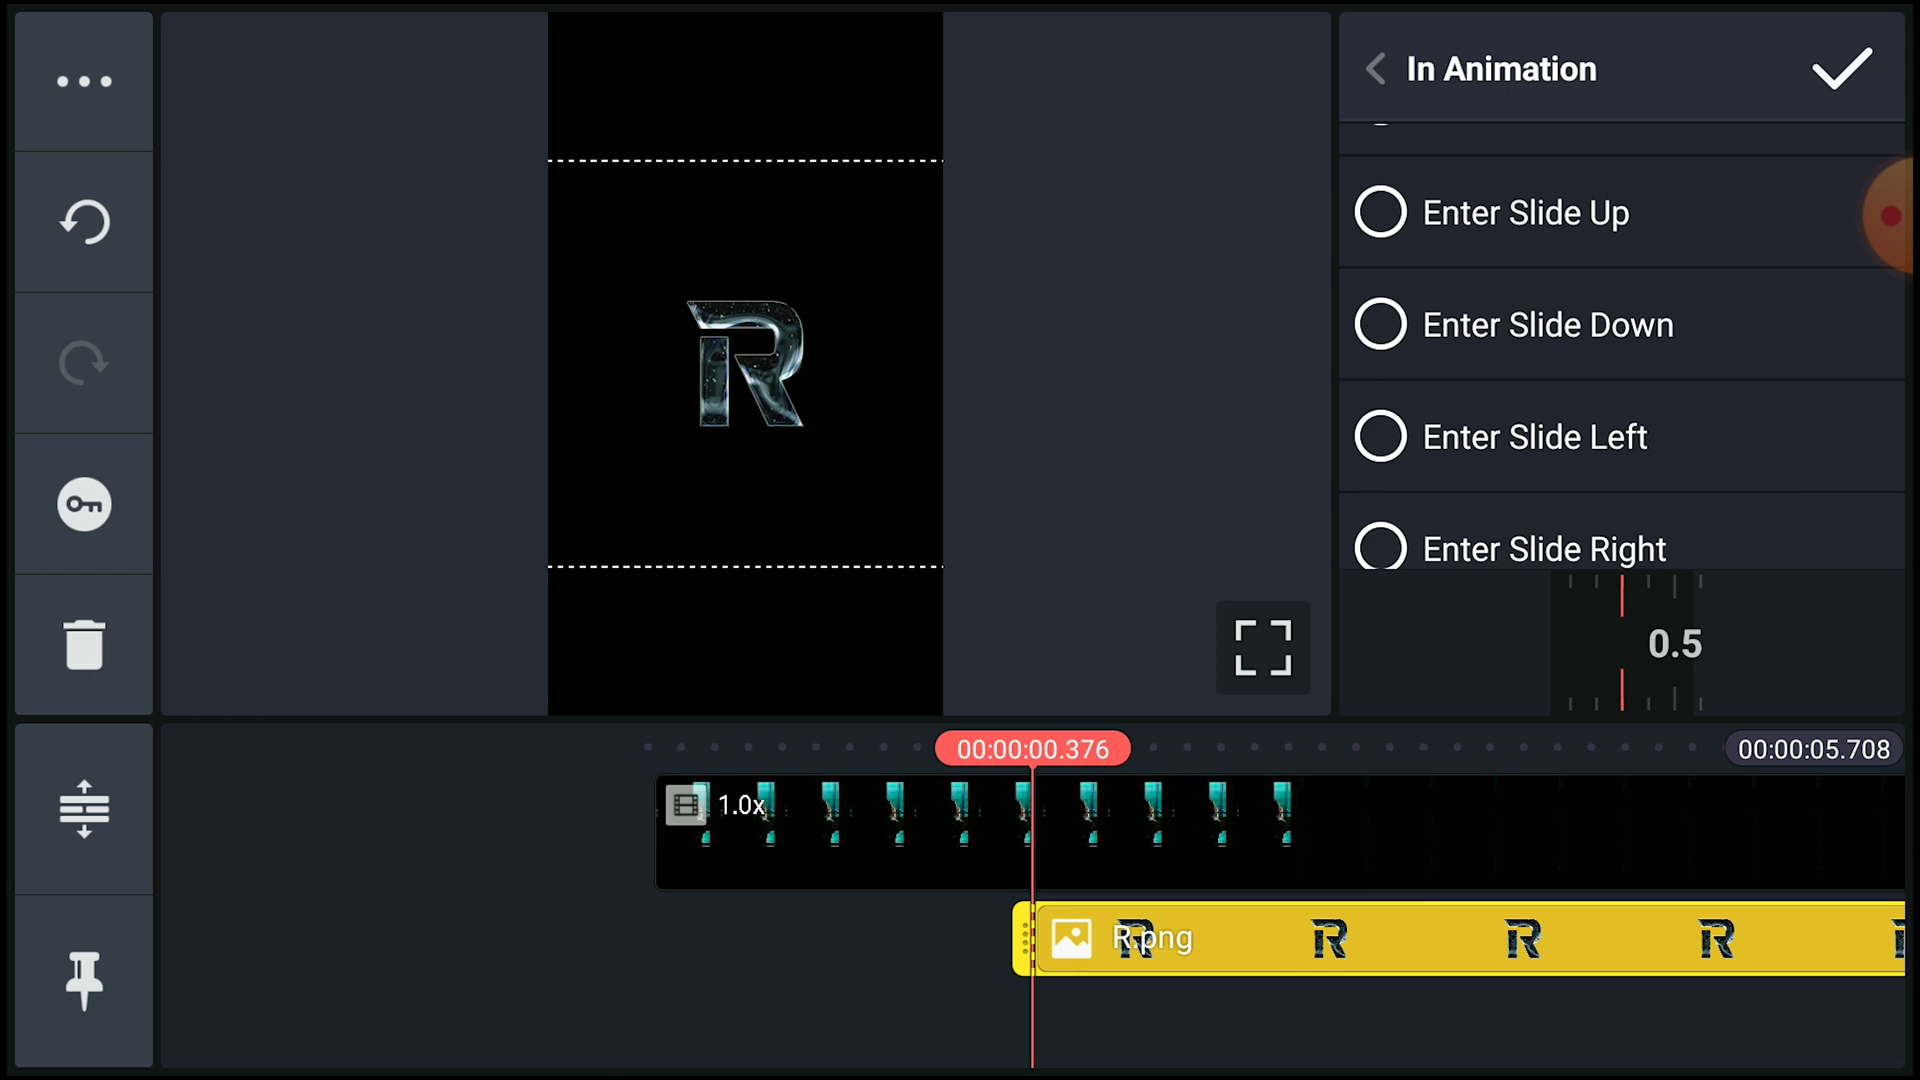 In Animation
Enter Slide Up
Enter Slide Down
Enter Slide Left
Enter Slide Right
0.5
R
00:00:00.376
00:00:05.708
1.0x
R.png